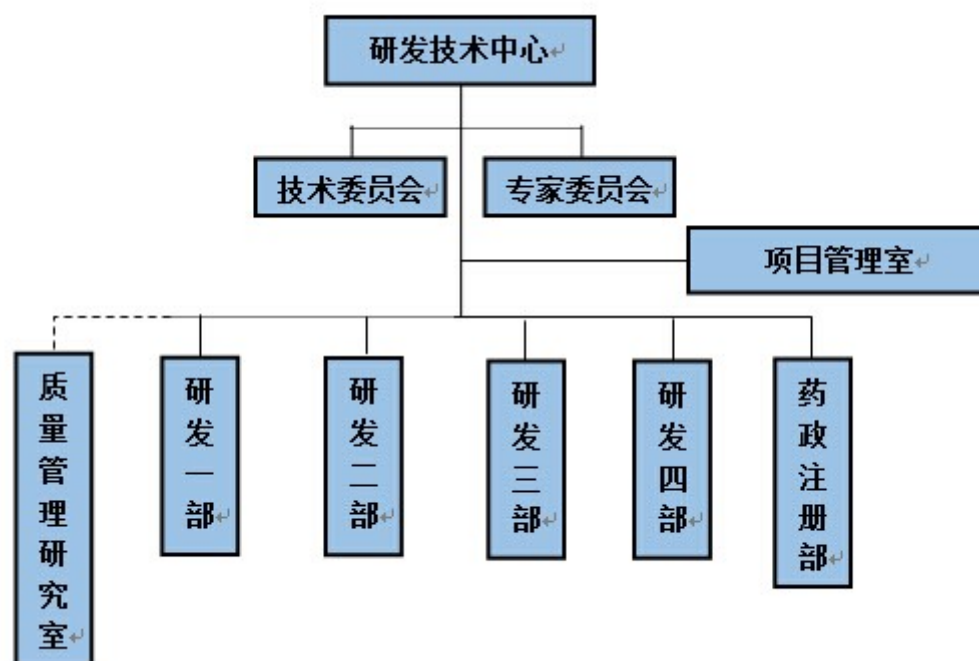 研发技术中心
技术委员会
专家委员会
项目管理室
质量管理研究室
研发一部
研发二部
研发三部
研发四部
药政注册部